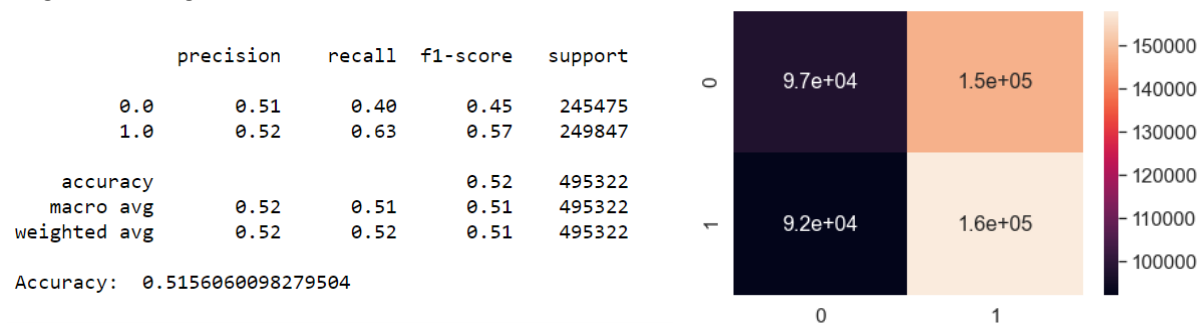 precision recall f1-score support
0.0 0.51 0.40 0.45 245475
1.0 0.52 0.63 0.57 249847
accuracy 0.52 495322
macro avg 0.52 0.51 0.51 495322
weighted avg 0.52 0.52 0.51 495322
Accuracy: 0.5156060098279504
0 9.7e+04 1.5e+05
1 9.2e+04 1.6e+05
0 1
150000
140000
130000
120000
110000
100000